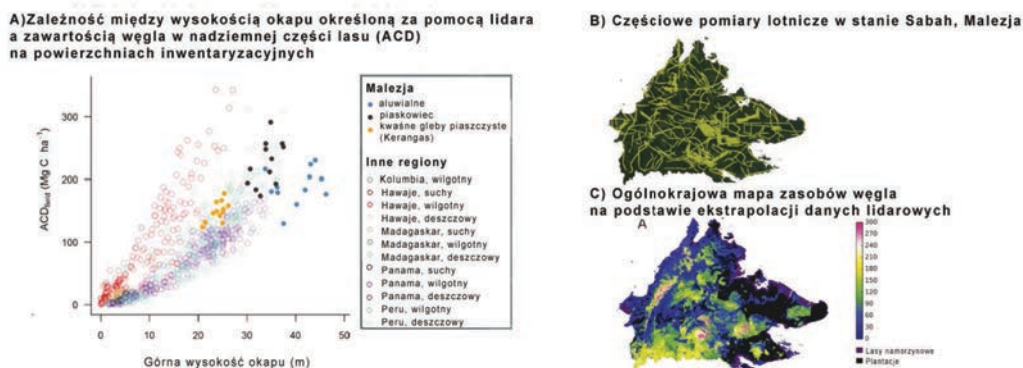 A)Zależność między wysokością okapu określoną za pomocą lidara
a zawartością węgla w nadziemnej części lasu (ACD)
na powierzchniach inwentaryzacyjnych
ACD (Mg C ha⁻¹)
300
200
100
0
0 10 20 30 40 50
Górna wysokość okapu (m)
Malezja
aluwialne
piaskowiec
kwaśne gleby piaszczyste
(Kerangas)
Inne regiony
Kolumbia, wilgotny
Hawaje, suchy
Hawaje, wilgotny
Hawaje, deszczowy
Madagaskar, suchy
Madagaskar, wilgotny
Madagaskar, deszczowy
Panama, suchy
Panama, wilgotny
Panama, deszczowy
Peru, wilgotny
Peru, deszczowy
B) Częściowe pomiary lotnicze w stanie Sabah, Malezja
C) Ogólnokrajowa mapa zasobów węgla
na podstawie ekstrapolacji danych lidarowych
A
300
270
240
210
180
150
120
90
60
30
0
Lasy namorzynowe
Plantacje